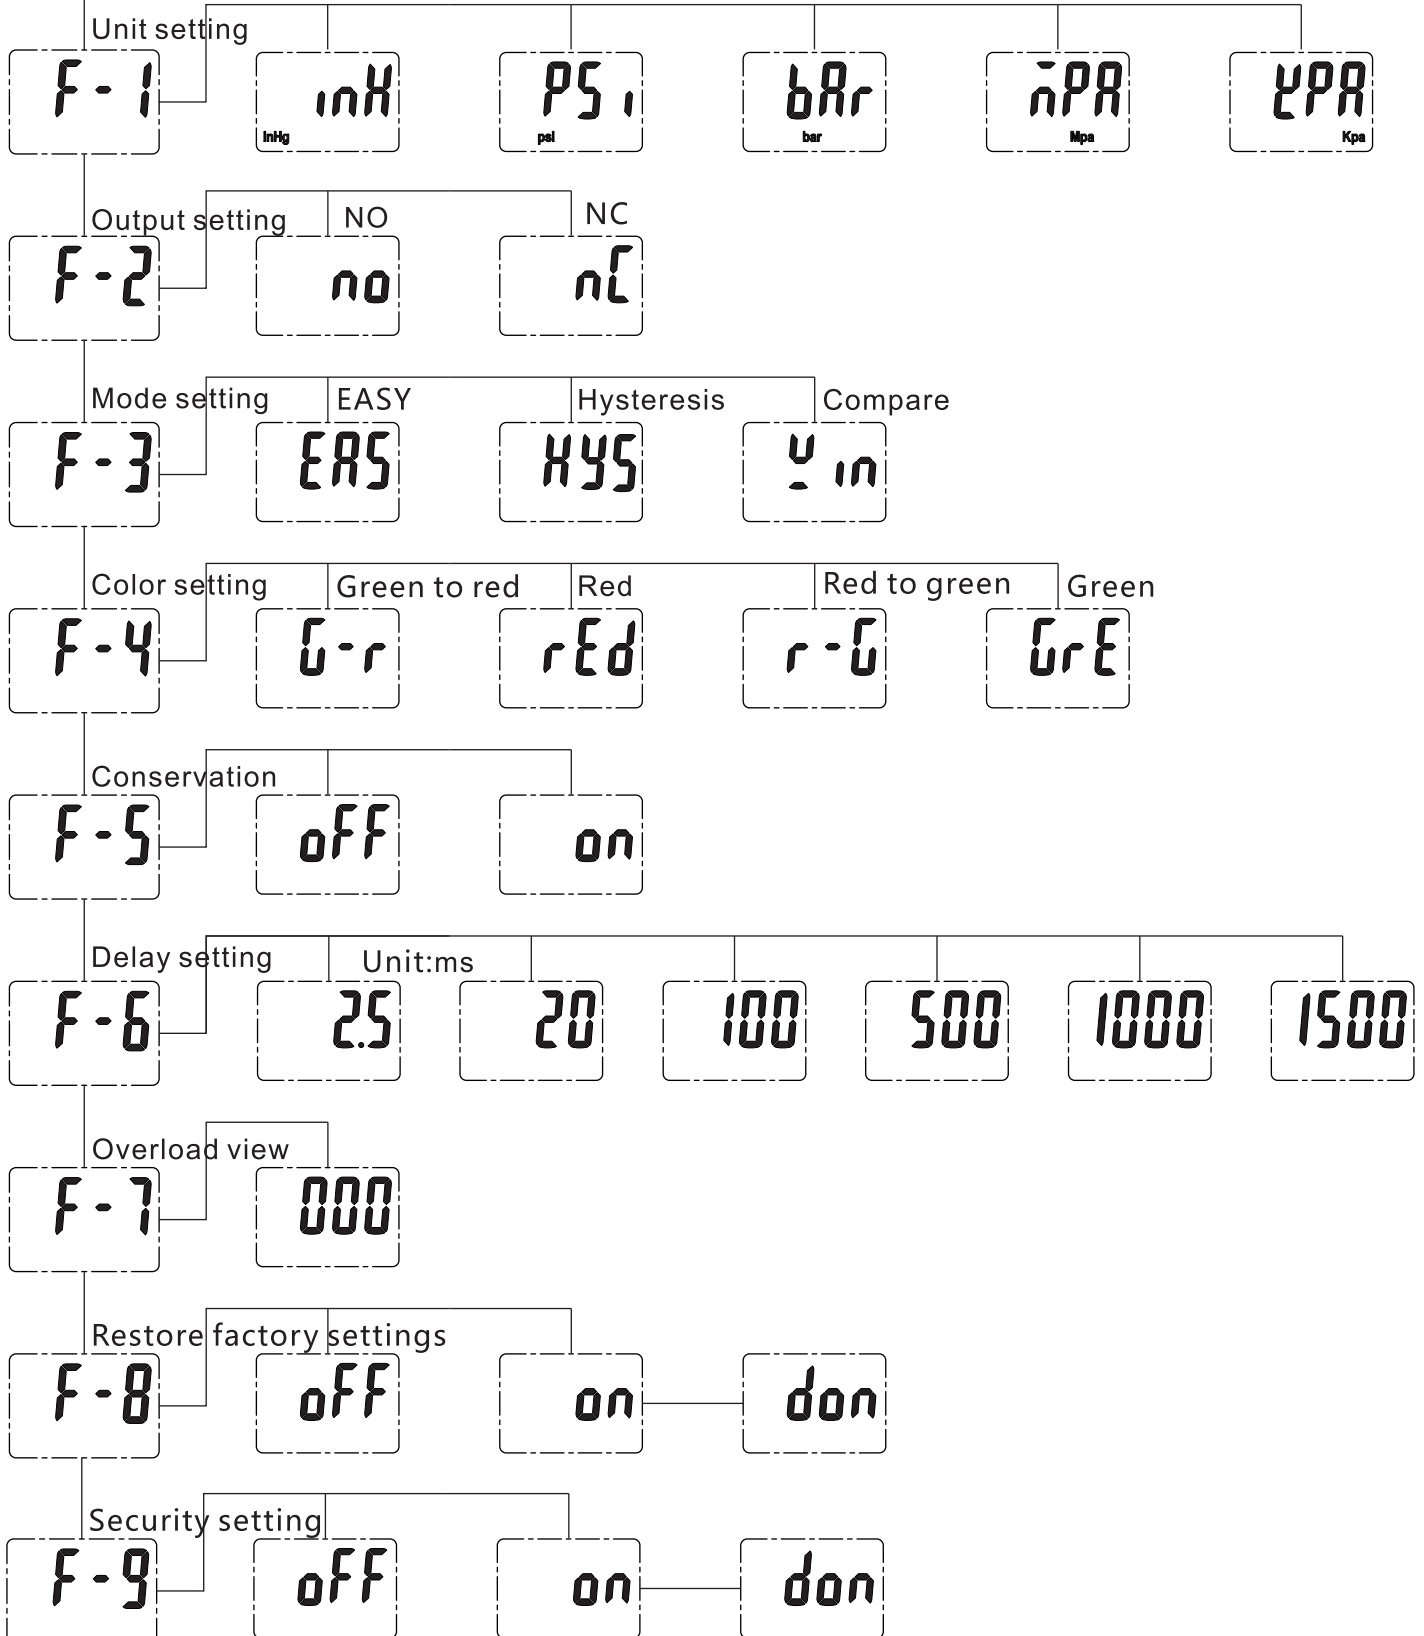 Unit setting
F-1 inH PSi bAr mPA KPA
inHg psi bar Mpa Kpa
Output setting NO NC
F-2 no nC
Mode setting EASY Hysteresis Compare
F-3 EAS HYS in
Color setting Green to red Red Red to green Green
F-4 G-r rEd r-G GrE
Conservation
F-5 oFF on
Delay setting Unit:ms
F-6 2.5 20 100 500 1000 1500
Overload view
F-7 000
Restore factory settings
F-8 oFF on don
Security setting
F-9 oFF on don